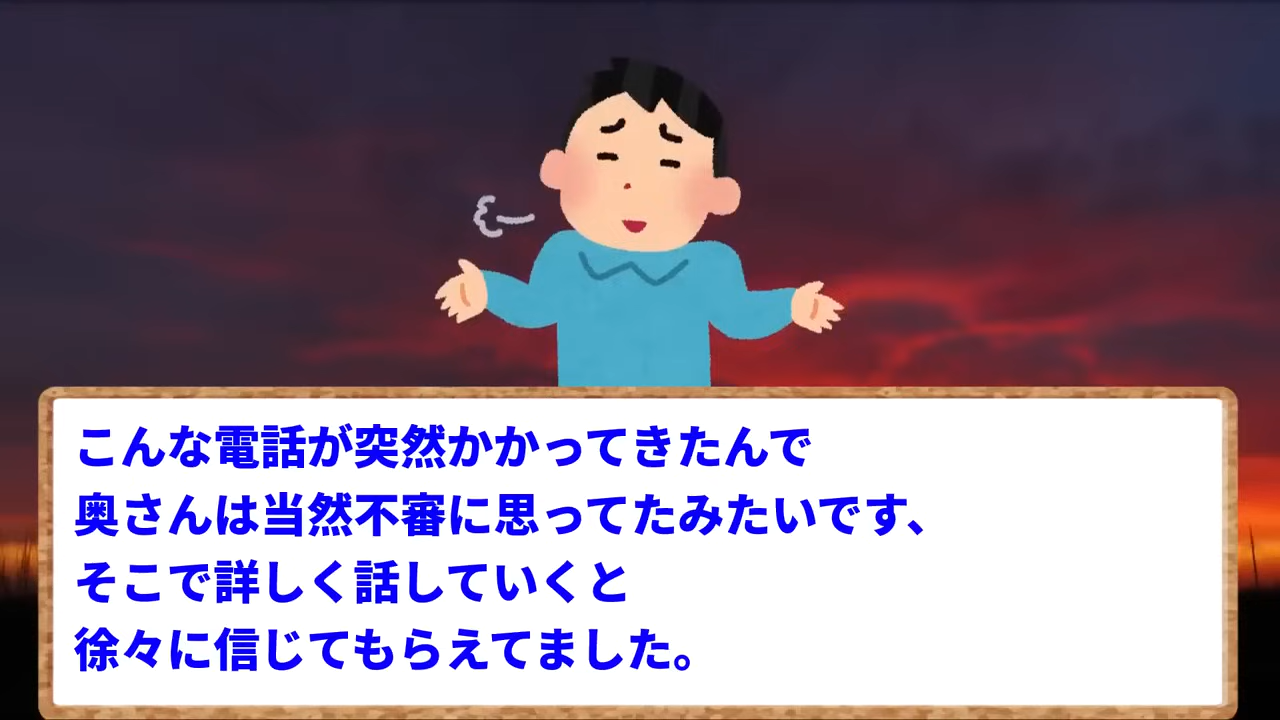 こんな電話が突然かかってきたんで
奥さんは当然不審に思ってたみたいです、
そこで詳しく話していくと
徐々に信じてもらえてました。